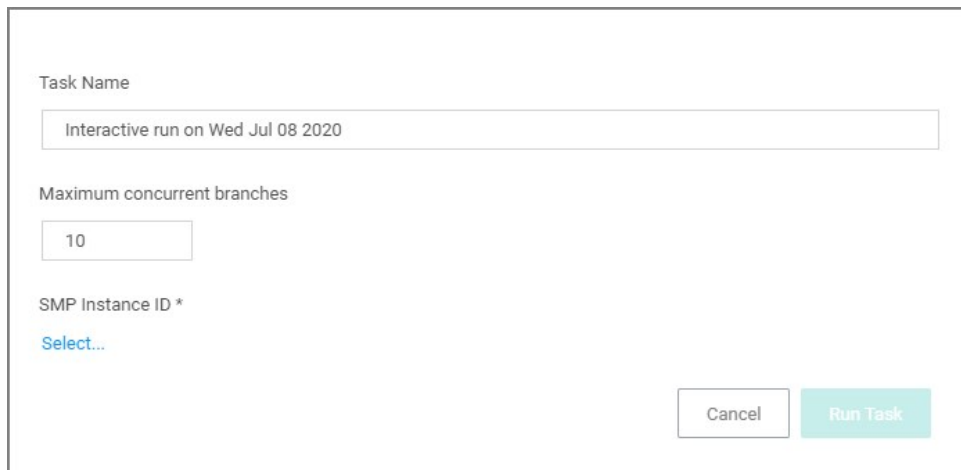 Task Name
Interactive run on Wed Jul 08 2020
Maximum concurrent branches
10
SMP Instance ID *
Select...
Cancel
Run Task